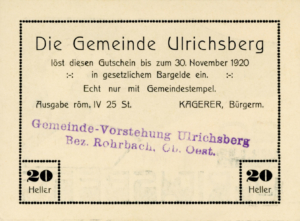 Die Gemeinde Ulrichsberg
löst diesen Gutschein bis zum 30. November 1920
in gesetzlichem Bargelde ein.
Echt nur mit Gemeindestempel.
Ausgabe röm. IV 25 St. KAGERER, Bürgerm.
Gemeinde-Vorstehung Ulrichsberg
Bez. Rohrbach, Ob. Oest.
20 20
Heller Heller